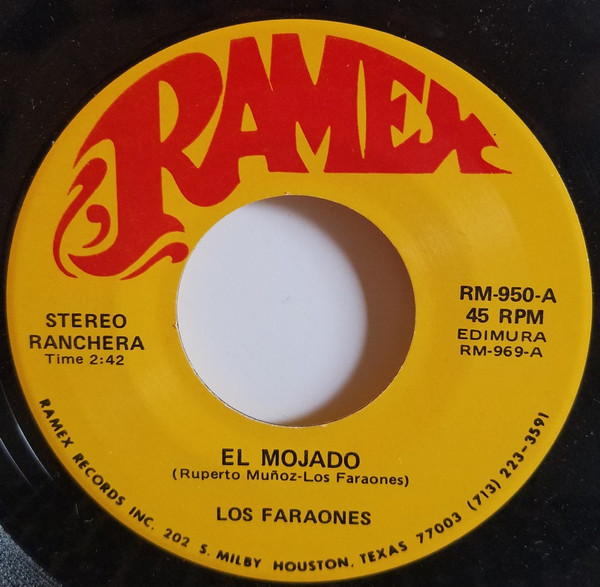 RAMEX
STEREO
RANCHERA
Time 2:42
RM-950-A
45 RPM
EDIMURA
RM-969-A
EL MOJADO
(Ruperto Muñoz-Los Faraones)
LOS FARAONES
RAMEX RECORDS INC. 202 S. MILBY HOUSTON, TEXAS 77003 (713) 223-3591